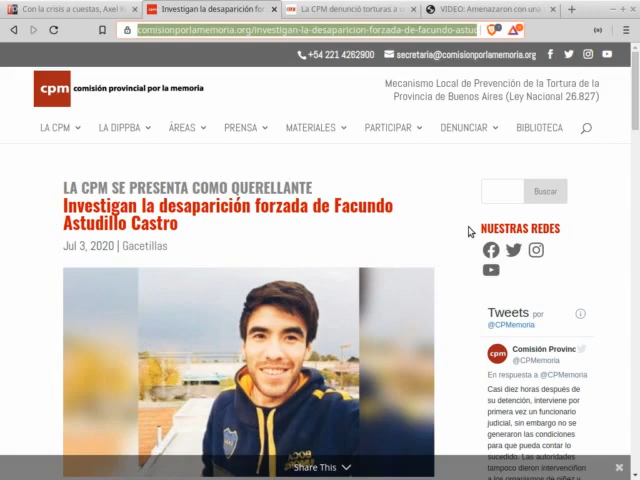 Con la crisis a cuestas, Axel K
Investigan la desaparición for
La CPM denunció torturas a u
VIDEO: Amenazaron con una
comisionporlamemoria.org/investigan-la-desaparicion-forzada-de-facundo-astud
+54 221 4262900 secretaria@comisionporlamemoria.org
cpm comisión provincial por la memoria
Mecanismo Local de Prevención de la Tortura de la
Provincia de Buenos Aires (Ley Nacional 26.827)
LA CPM LA DIPPBA ÁREAS PRENSA MATERIALES PARTICIPAR DENUNCIAR BIBLIOTECA
LA CPM SE PRESENTA COMO QUERELLANTE
Investigan la desaparición forzada de Facundo
Astudillo Castro
Jul 3, 2020 | Gacetillas
Buscar
NUESTRAS REDES
Tweets por
@CPMemoria
cpm
Comisión Provinc
@CPMemoria
En respuesta a @CPMemoria
Casi diez horas después de
su detención, interviene por
primera vez un funcionario
judicial, sin embargo no se
generaron las condiciones
para que pueda contar lo
sucedido. Las autoridades
tampoco dieron intervención
a los organismos de niñez y
Share This